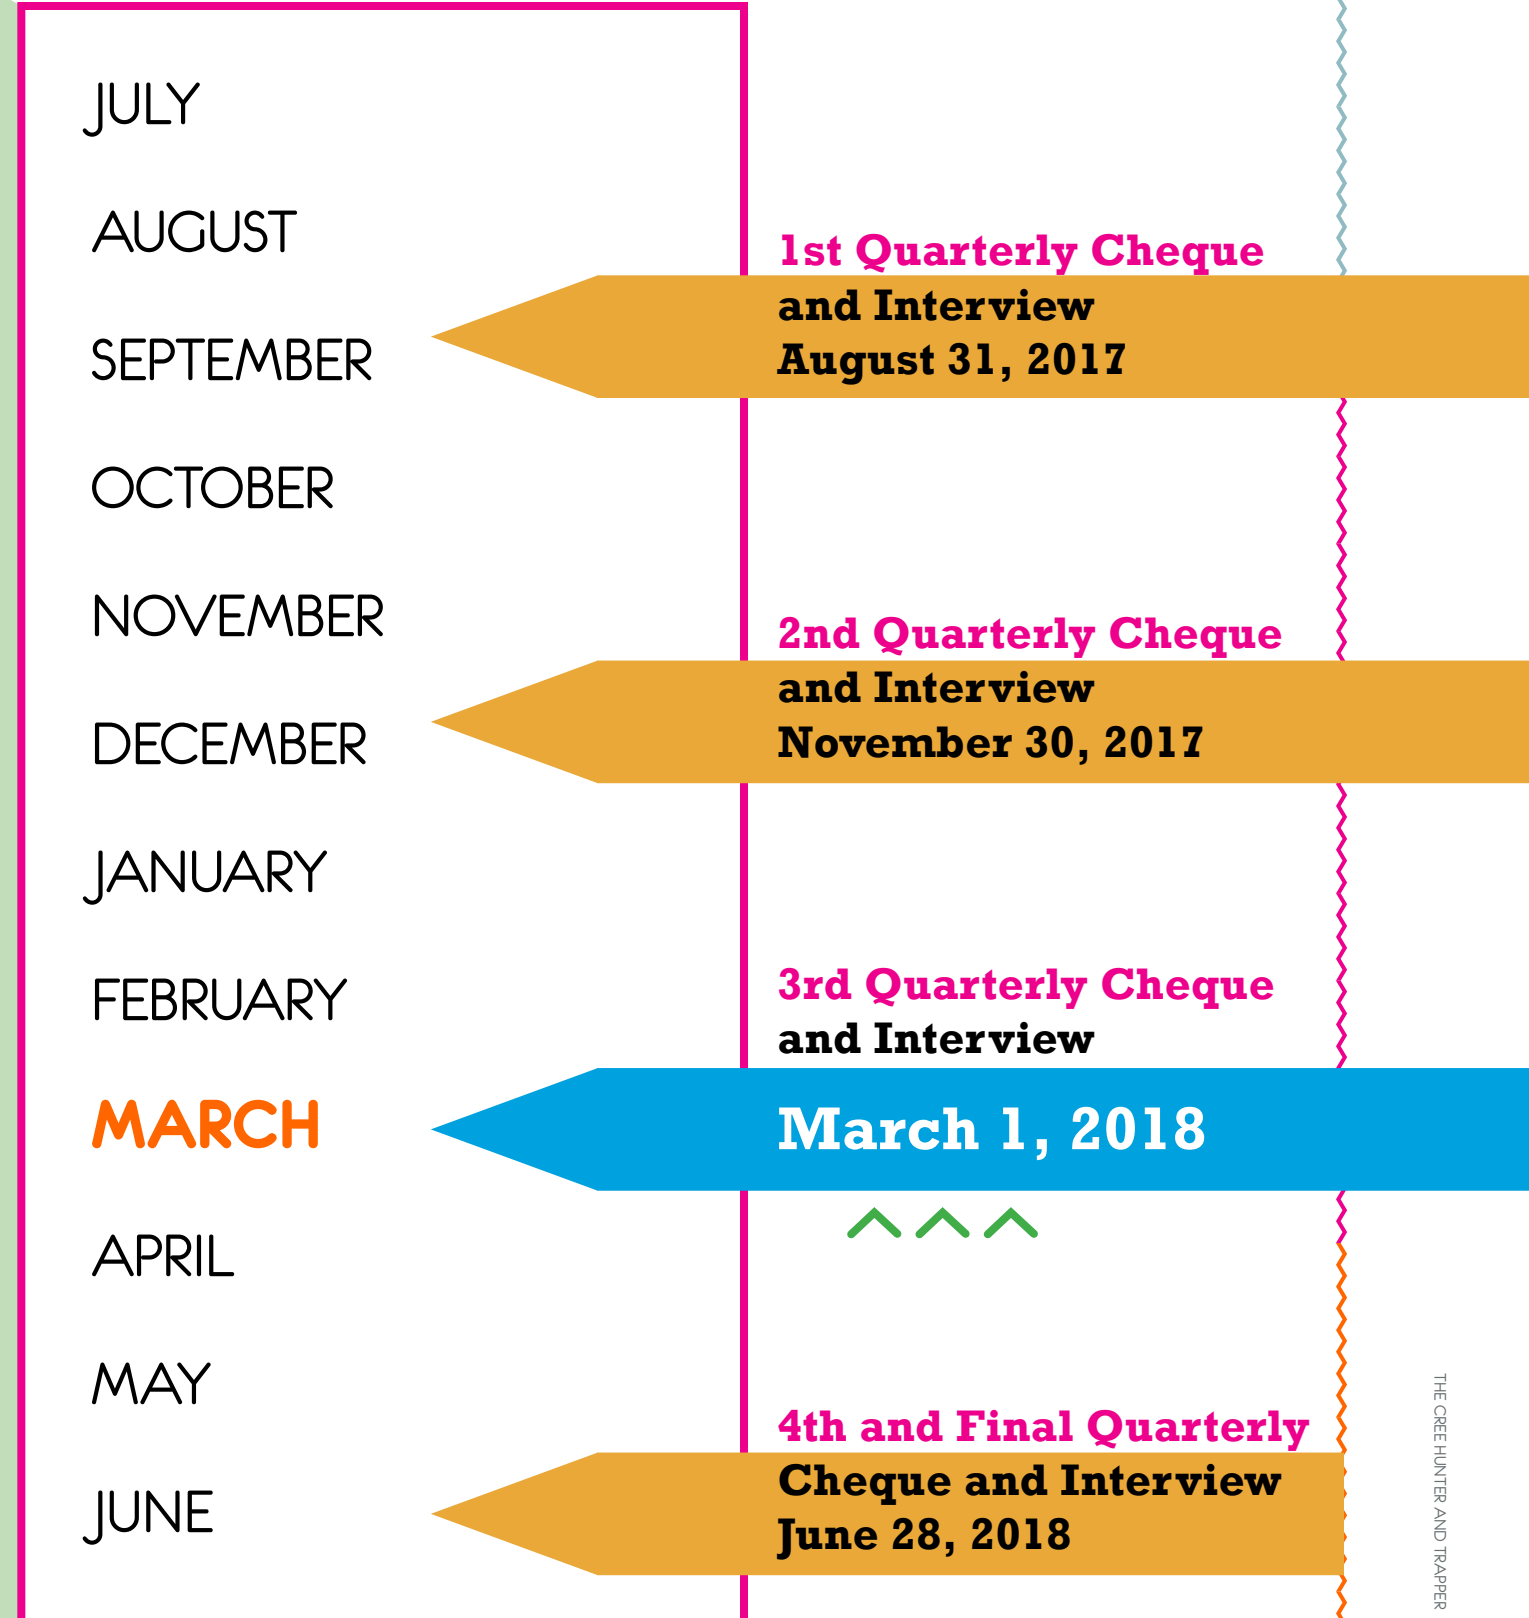 JULY
AUGUST
1st Quarterly Cheque
and Interview
August 31, 2017
SEPTEMBER
OCTOBER
NOVEMBER
2nd Quarterly Cheque
and Interview
November 30, 2017
DECEMBER
JANUARY
FEBRUARY
3rd Quarterly Cheque
and Interview
MARCH
March 1, 2018
APRIL
MAY
4th and Final Quarterly
Cheque and Interview
June 28, 2018
JUNE
THE CREE HUNTER AND TRAPPER